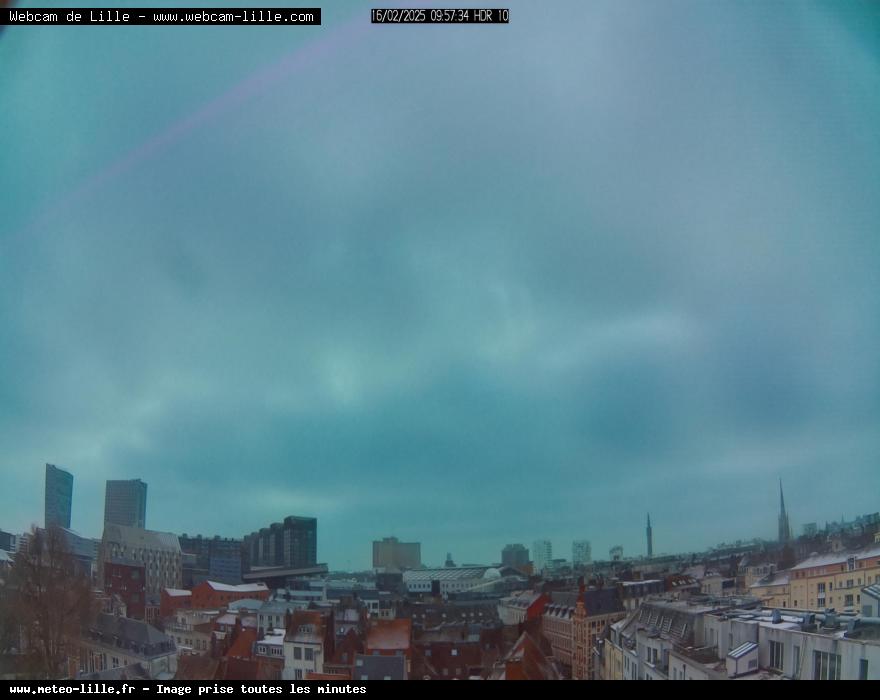 Webcam de Lille - www.webcam-lille.com
16/02/2025 09:57:34 HDR 10
www.meteo-lille.fr - Image prise toutes les minutes